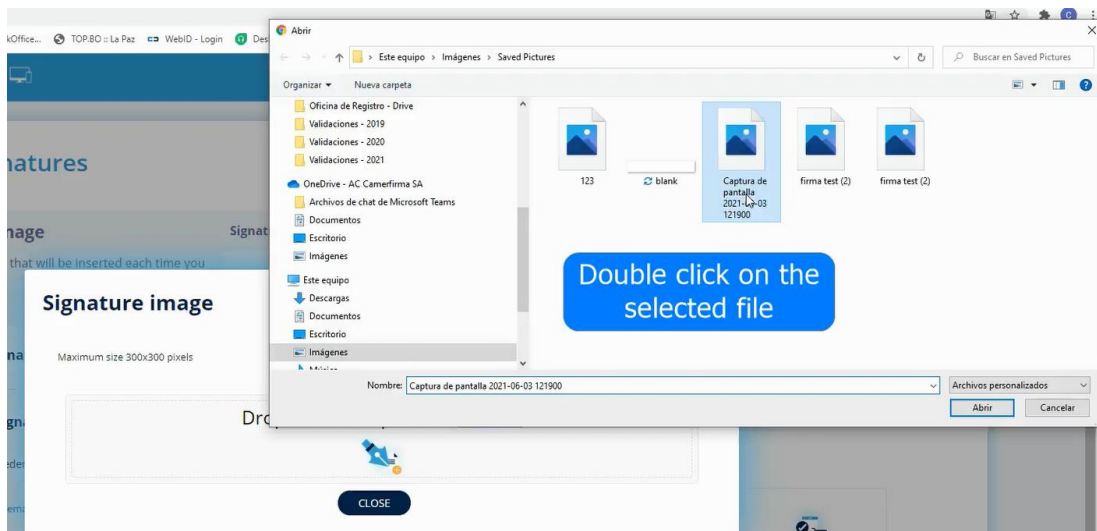 Abrir
kOffice... TOP.BO :: La Paz WebID - Login Des
Este equipo > Imágenes > Saved Pictures
Buscar en Saved Pictures
Organizar Nueva carpeta
Oficina de Registro - Drive
Validaciones - 2019
Validaciones - 2020
Validaciones - 2021
OneDrive - AC Camerfirma SA
Archivos de chat de Microsoft Teams
Documentos
Escritorio
Imágenes
Este equipo
Descargas
Documentos
Escritorio
Imágenes
123
blank
Captura de
pantalla
2021-06-03
121900
firma test (2)
firma test (2)
Double click on the
selected file
Nombre: Captura de pantalla 2021-06-03 121900
Archivos personalizados
Abrir Cancelar
natures
nage
Signat
that will be inserted each time you
Signature image
Maximum size 300x300 pixels
Dro
CLOSE